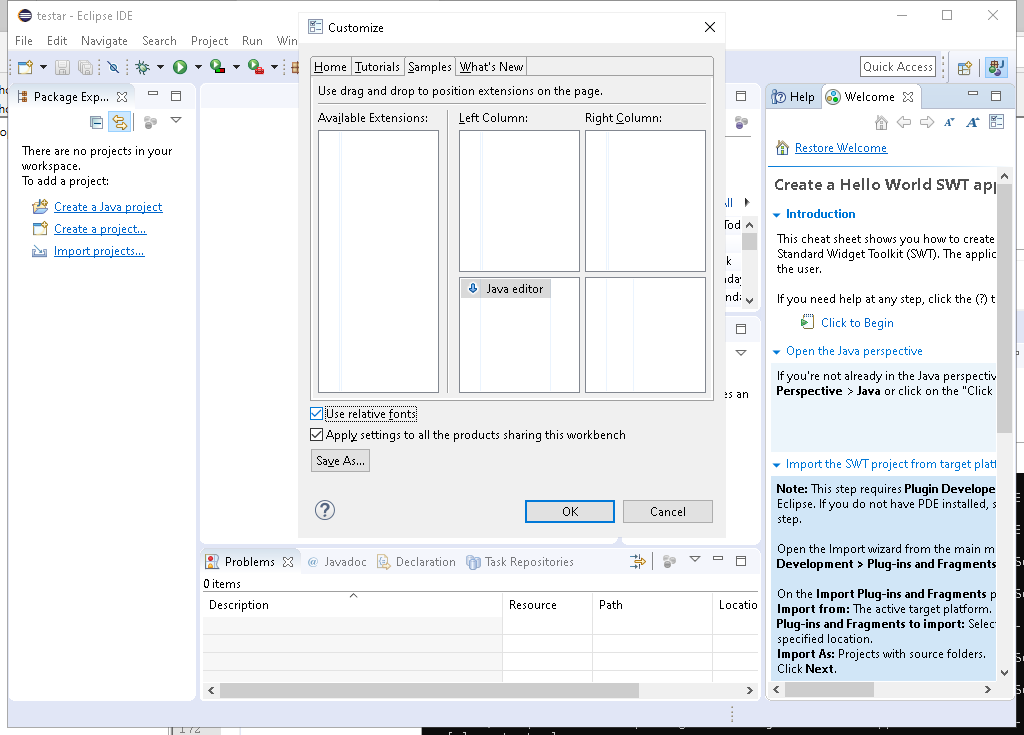 testar - Eclipse IDE
File Edit Navigate Search Project Run Win
Quick Access
Package Exp...
There are no projects in your
workspace.
To add a project:
Create a Java project
Create a project...
Import projects...
Customize
Home Tutorials Samples What's New
Use drag and drop to position extensions on the page.
Available Extensions: Left Column: Right Column:
Java editor
Use relative fonts
Apply settings to all the products sharing this workbench
Save As...
OK Cancel
Help Welcome
Restore Welcome
Create a Hello World SWT app
Introduction
This cheat sheet shows you how to create
Standard Widget Toolkit (SWT). The applic
the user.
If you need help at any step, click the (?) t
Click to Begin
Open the Java perspective
If you're not already in the Java perspectiv
Perspective > Java or click on the "Click
Import the SWT project from target platf
Note: This step requires Plugin Develope
Eclipse. If you do not have PDE installed, s
step.
Open the Import wizard from the main m
Development > Plug-ins and Fragments
On the Import Plug-ins and Fragments p
Import from: The active target platform.
Plug-ins and Fragments to import: Selec
specified location.
Import As: Projects with source folders.
Click Next.
Problems @ Javadoc Declaration Task Repositories
0 items
Description Resource Path Locatio
172